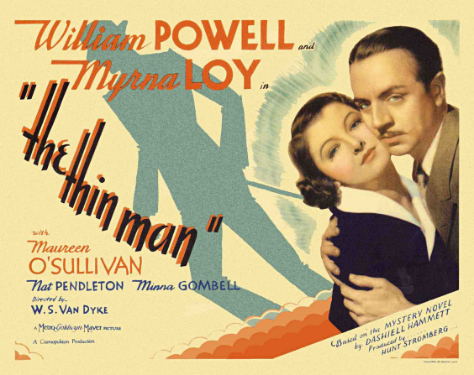 William POWELL and
Myrna LOY in
"the thin man"
with
Maureen
O'SULLIVAN
Nat PENDLETON Minna GOMBELL
Directed by
W. S. VAN DYKE
A Metro-Goldwyn-Mayer PICTURE
A Cosmopolitan Production
Based on the MYSTERY NOVEL
by DASHIELL HAMMETT
Produced by
HUNT STROMBERG